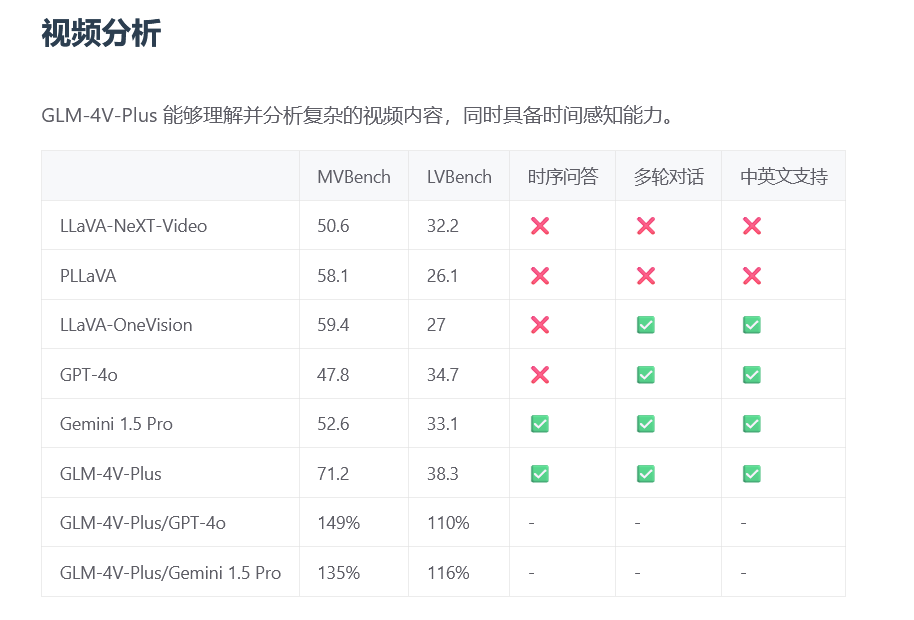 视频分析
GLM-4V-Plus 能够理解并分析复杂的视频内容，同时具备时间感知能力。
MVBench LVBench 时序问答 多轮对话 中英文支持
LLaVA-NeXT-Video 50.6 32.2 ❌ ❌ ❌
PLLaVA 58.1 26.1 ❌ ❌ ❌
LLaVA-OneVision 59.4 27 ❌ ✅ ✅
GPT-4o 47.8 34.7 ❌ ✅ ✅
Gemini 1.5 Pro 52.6 33.1 ✅ ✅ ✅
GLM-4V-Plus 71.2 38.3 ✅ ✅ ✅
GLM-4V-Plus/GPT-4o 149% 110% - - -
GLM-4V-Plus/Gemini 1.5 Pro 135% 116% - - -